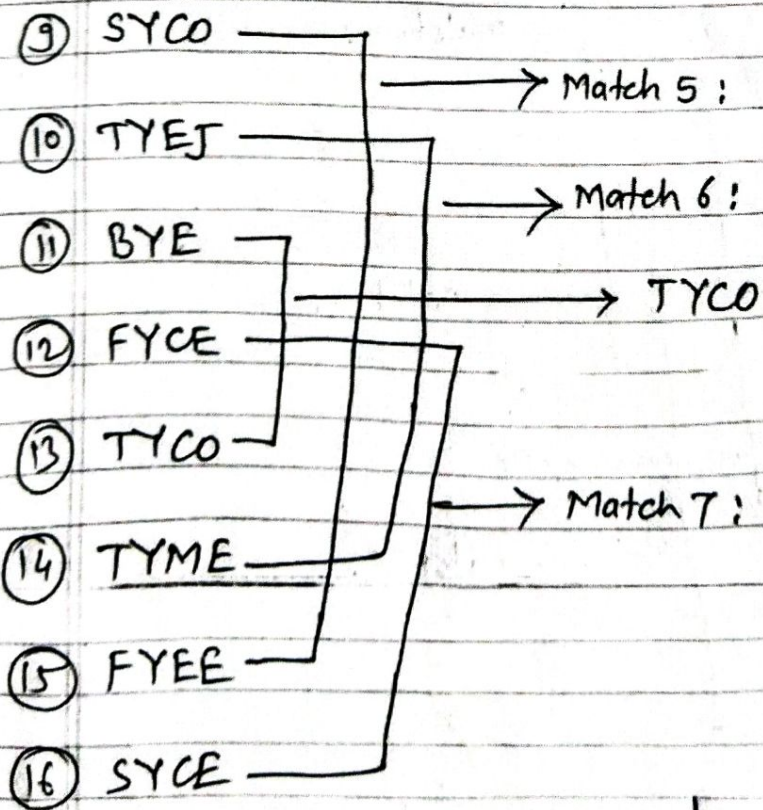 9 SYCO
Match 5 :
10 TYEJ
Match 6 :
11 BYE
TYCO
12 FYCE
13 TYCO
Match 7 :
14 TYME
15 FYEE
16 SYCE